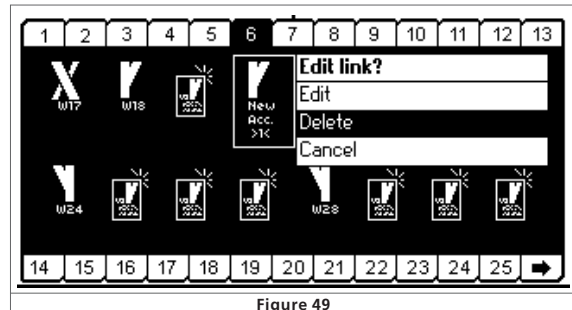 1 2 3 4 5 6 7 8 9 10 11 12 13
Edit link?
Edit
Delete
Cancel
W17 W18
New
Acc.
>1<
W24 W28
14 15 16 17 18 19 20 21 22 23 24 25
Figure 49